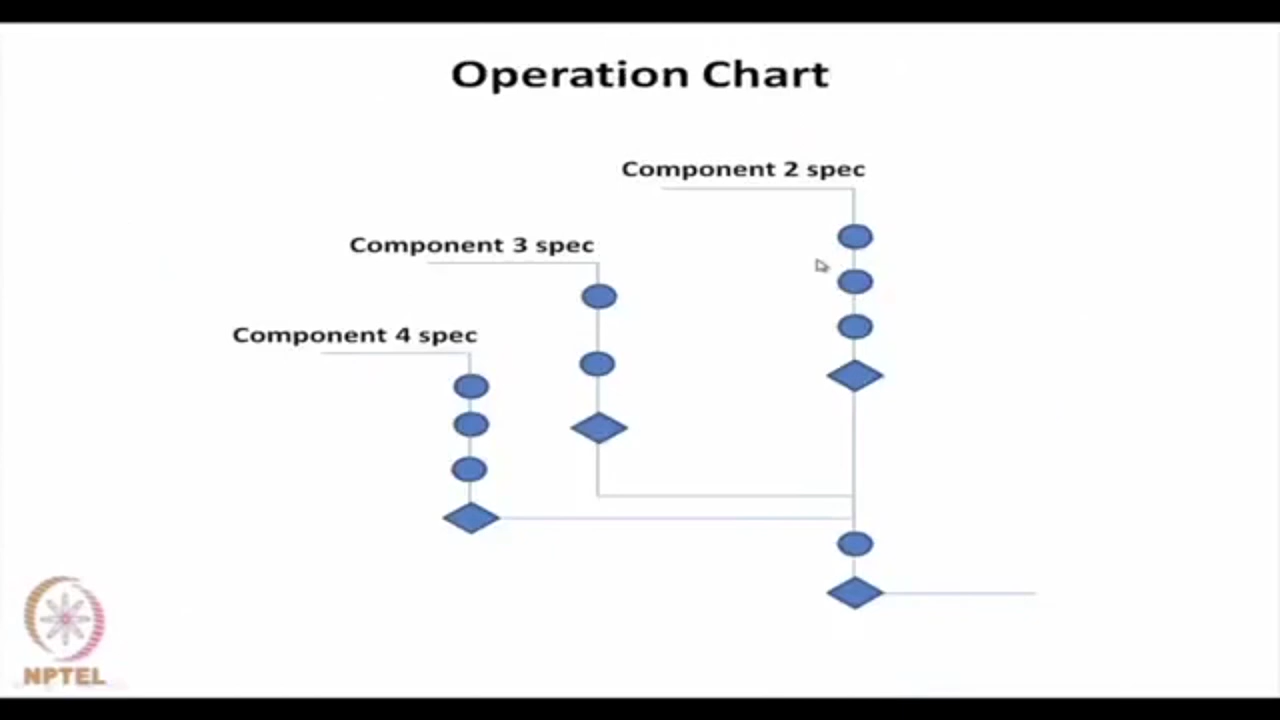 Operation Chart
Component 2 spec
Component 3 spec
Component 4 spec
NPTEL